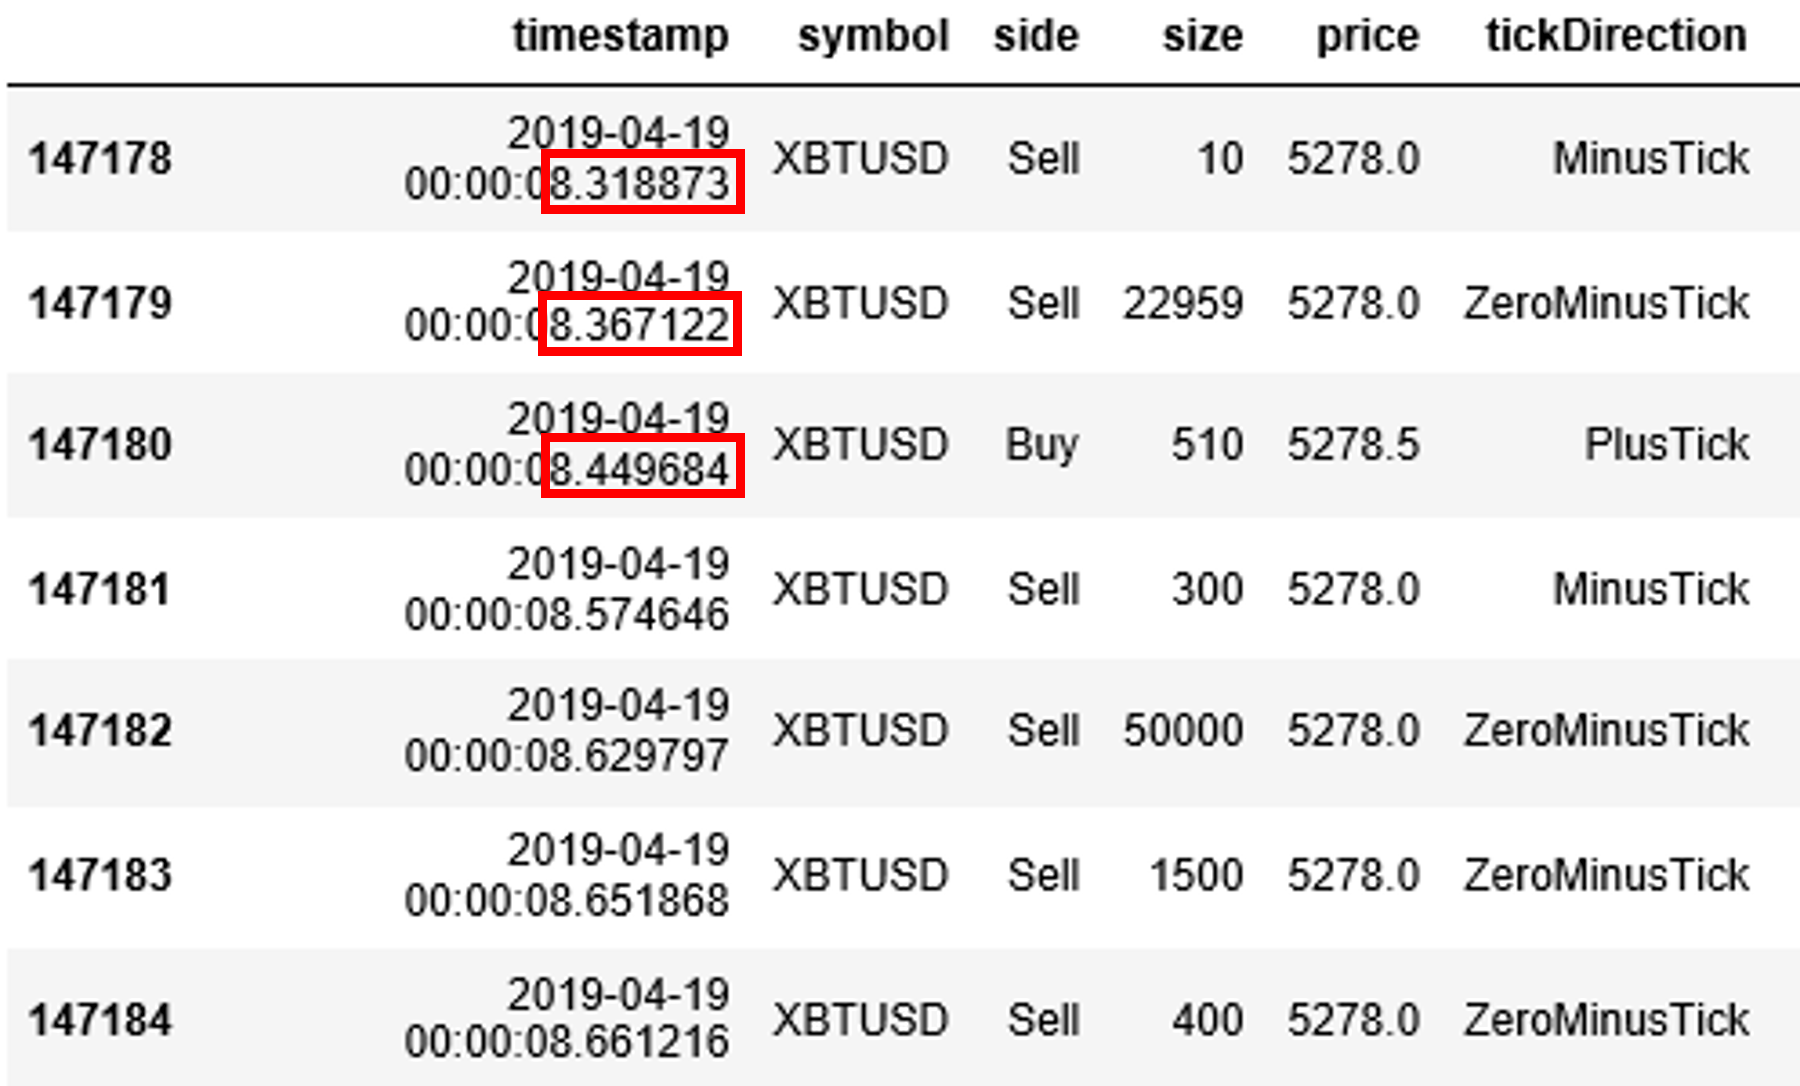 timestamp symbol side size price tickDirection
2019-04-19
147178 00:00:08.318873 XBTUSD Sell 10 5278.0 MinusTick
2019-04-19
147179 00:00:08.367122 XBTUSD Sell 22959 5278.0 ZeroMinusTick
2019-04-19
147180 00:00:08.449684 XBTUSD Buy 510 5278.5 PlusTick
2019-04-19
147181 00:00:08.574646 XBTUSD Sell 300 5278.0 MinusTick
2019-04-19
147182 00:00:08.629797 XBTUSD Sell 50000 5278.0 ZeroMinusTick
2019-04-19
147183 00:00:08.651868 XBTUSD Sell 1500 5278.0 ZeroMinusTick
2019-04-19
147184 00:00:08.661216 XBTUSD Sell 400 5278.0 ZeroMinusTick